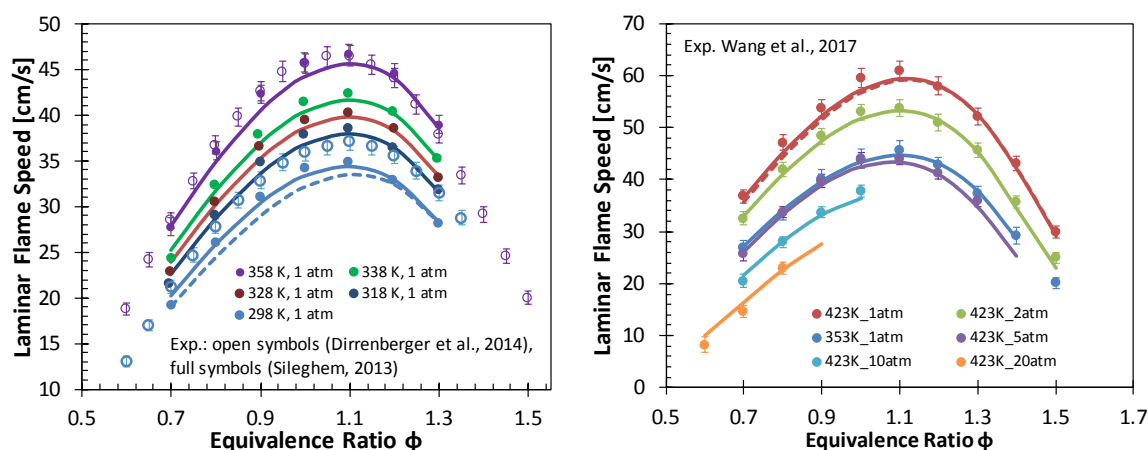 50
45
40
35
30
25
20
15
10
Laminar Flame Speed [cm/s]
358 K, 1 atm 338 K, 1 atm
328 K, 1 atm 318 K, 1 atm
298 K, 1 atm
Exp.: open symbols (Dirrenberger et al., 2014),
full symbols (Sileghem, 2013)
0.5 0.7 0.9 1.1 1.3 1.5
Equivalence Ratio ϕ
70
60
50
40
30
20
10
0
Laminar Flame Speed [cm/s]
Exp. Wang et al., 2017
423K_1atm 423K_2atm
353K_1atm 423K_5atm
423K_10atm 423K_20atm
0.5 0.7 0.9 1.1 1.3 1.5 1.7
Equivalence Ratio ϕ